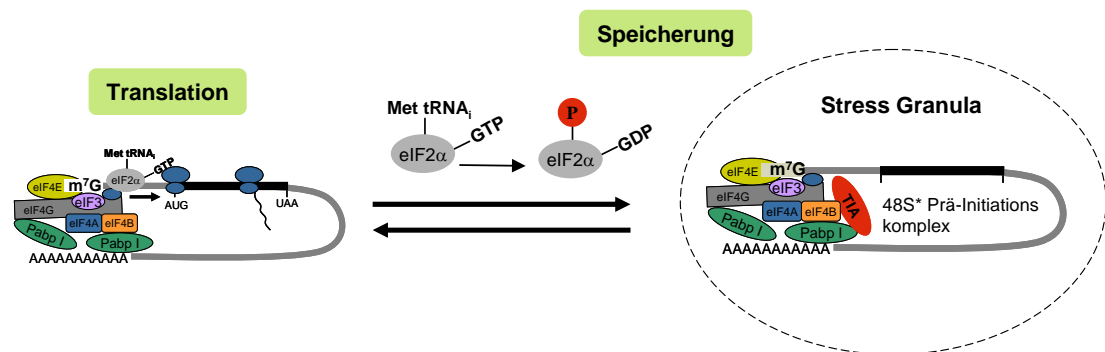 Speicherung
Translation
Met tRNAi
GTP
eIF2α
P
GDP
eIF2α
Stress Granula
Met tRNAi
GTP
eIF2α
eIF4E
m7G
eIF3
eIF4G
AUG
UAA
eIF4A
eIF4B
Pabp I
Pabp I
AAAAAAAAAAA
eIF4E
m7G
eIF3
eIF4G
eIF4A
eIF4B
TIA
48S* Prä-Initiations
komplex
Pabp I
Pabp I
AAAAAAAAAAA